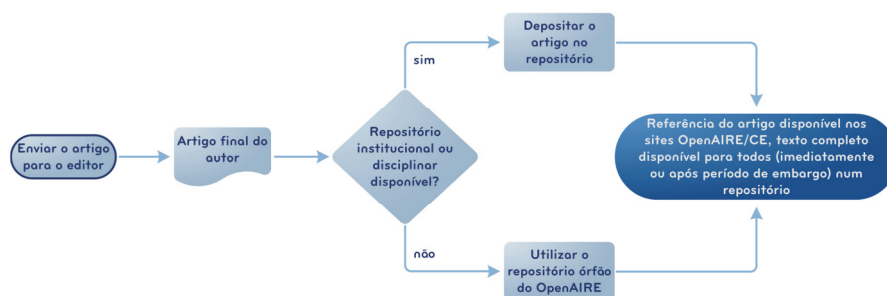 Enviar o artigo
para o editor
Artigo final do
autor
Repositório
institucional ou
disciplinar
disponível?
sim
Depositar o
artigo no
repositório
não
Utilizar o
repositório órfão
do OpenAIRE
Referência do artigo disponível nos
sites OpenAIRE/CE, texto completo
disponível para todos (imediatamente
ou após período de embargo) num
repositório